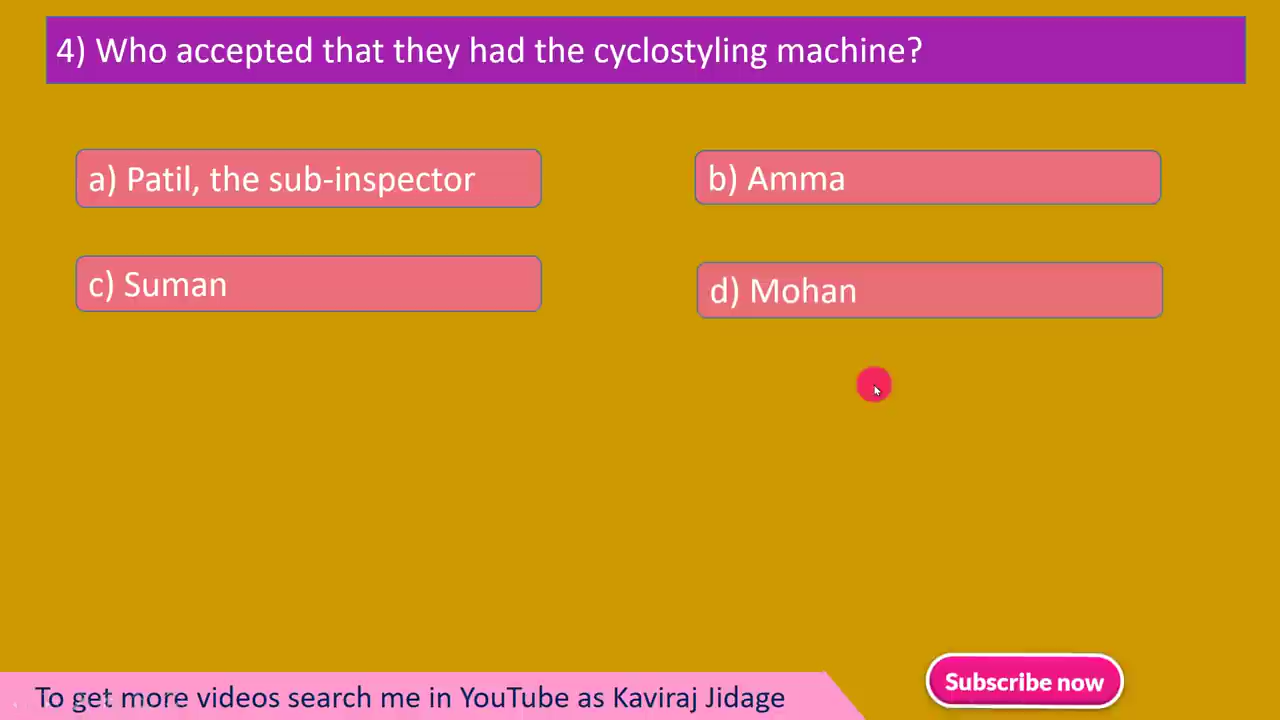 4) Who accepted that they had the cyclostyling machine?
a) Patil, the sub-inspector
b) Amma
c) Suman
d) Mohan
To get more videos search me in YouTube as Kaviraj Jidage
Subscribe now